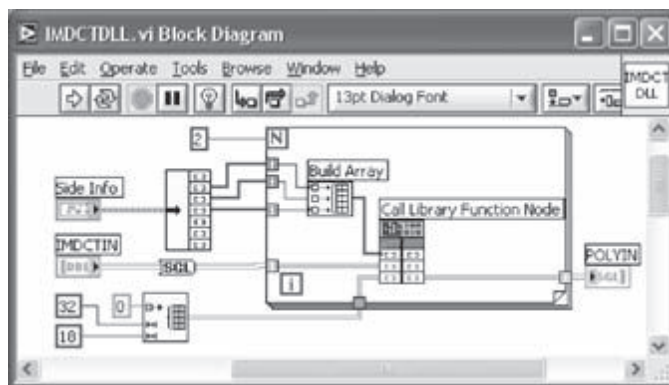 IMDCTDLL.vi Block Diagram
File Edit Operate Tools Browse Window Help
13pt Dialog Font
IMDCT
DLL
2
N
Build Array
Side Info
Call Library Function Node
IMDCTIN
POLYIN
SGL
i
32
0
18